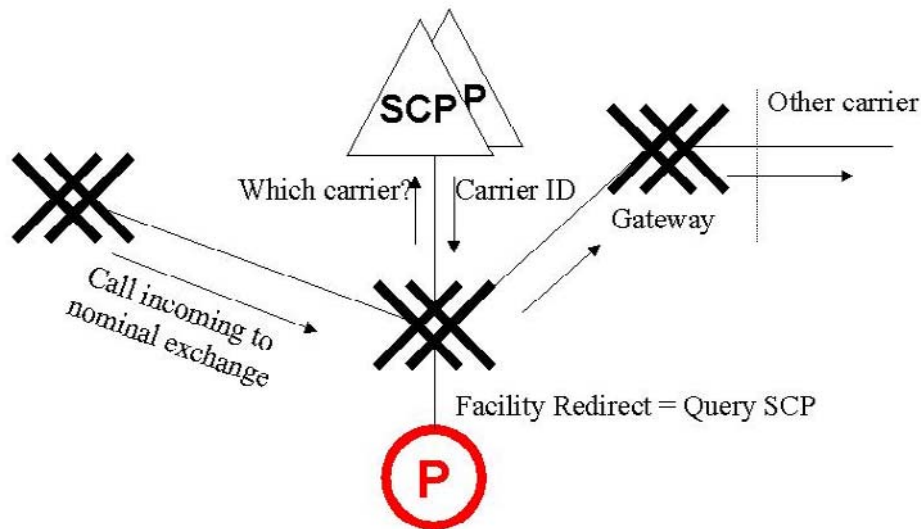 SCP P
Other carrier
Which carrier?
Carrier ID
Gateway
Call incoming to
nominal exchange
Facility Redirect = Query SCP
P